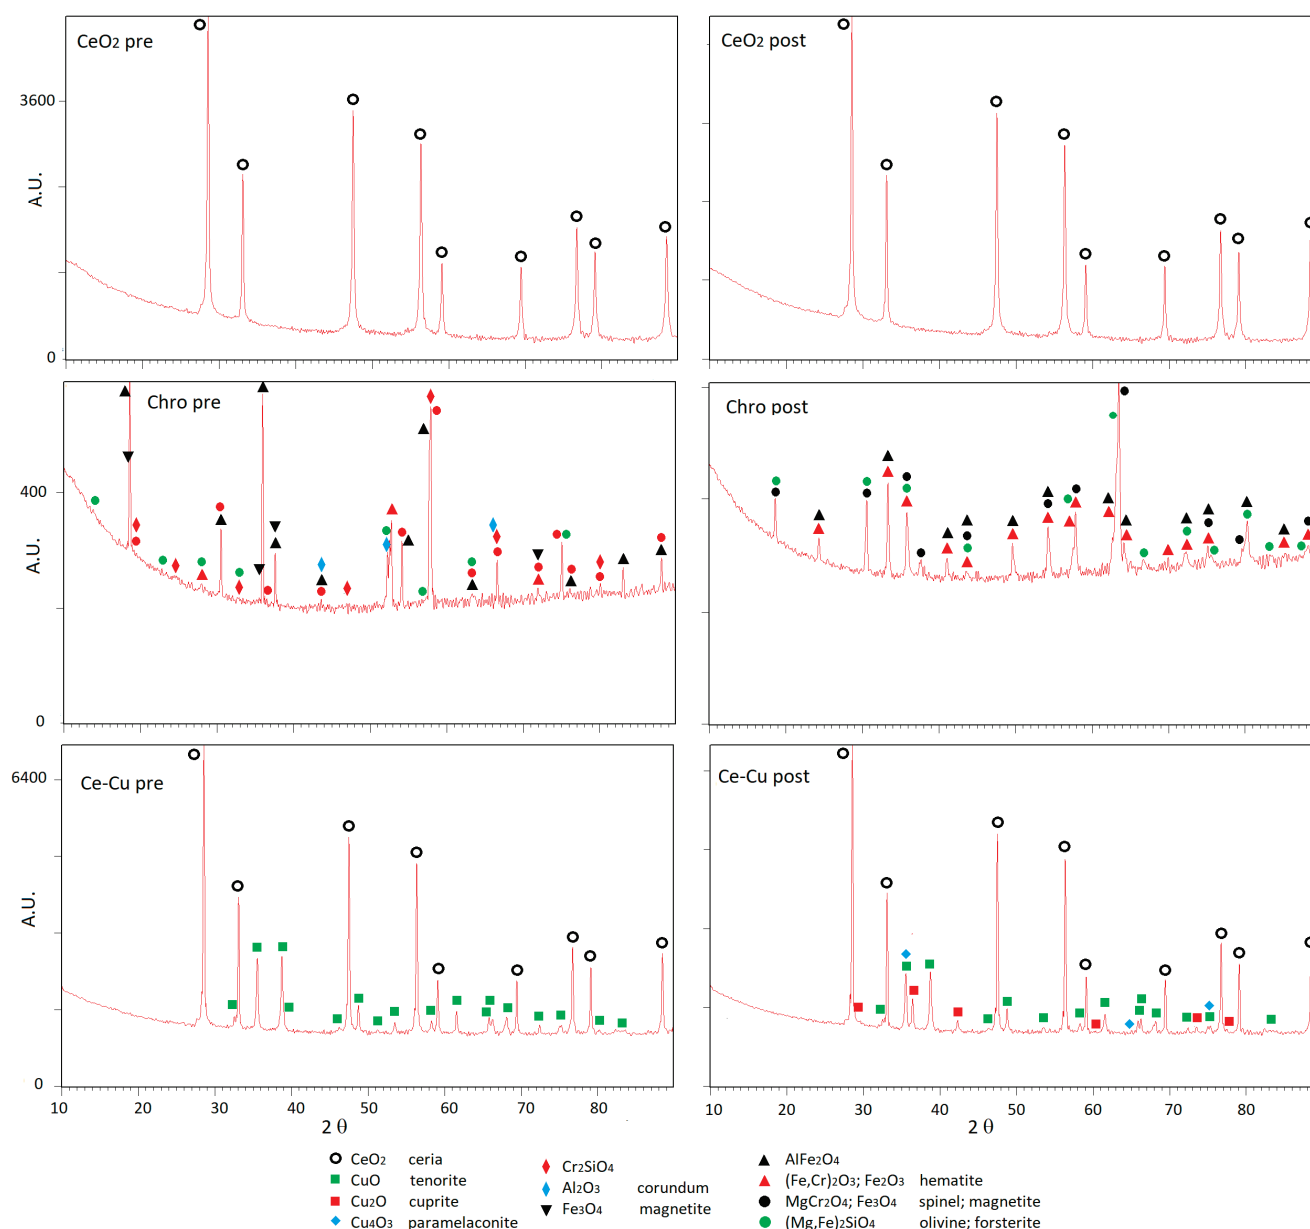 CeO₂ pre
CeO₂ post
3600
A.U.
0
Chro pre
Chro post
400
A.U.
0
Ce-Cu pre
Ce-Cu post
6400
A.U.
0
10 20 30 40 50 60 70 80
10 20 30 40 50 60 70 80
2 θ
2 θ
CeO₂ ceria
CuO tenorite
Cu₂O cuprite
Cu₄O₃ paramelaconite
Cr₂SiO₄
Al₂O₃ corundum
Fe₃O₄ magnetite
AlFe₂O₄
(Fe,Cr)₂O₃; Fe₂O₃ hematite
MgCr₂O₄; Fe₃O₄ spinel; magnetite
(Mg,Fe)₂SiO₄ olivine; forsterite